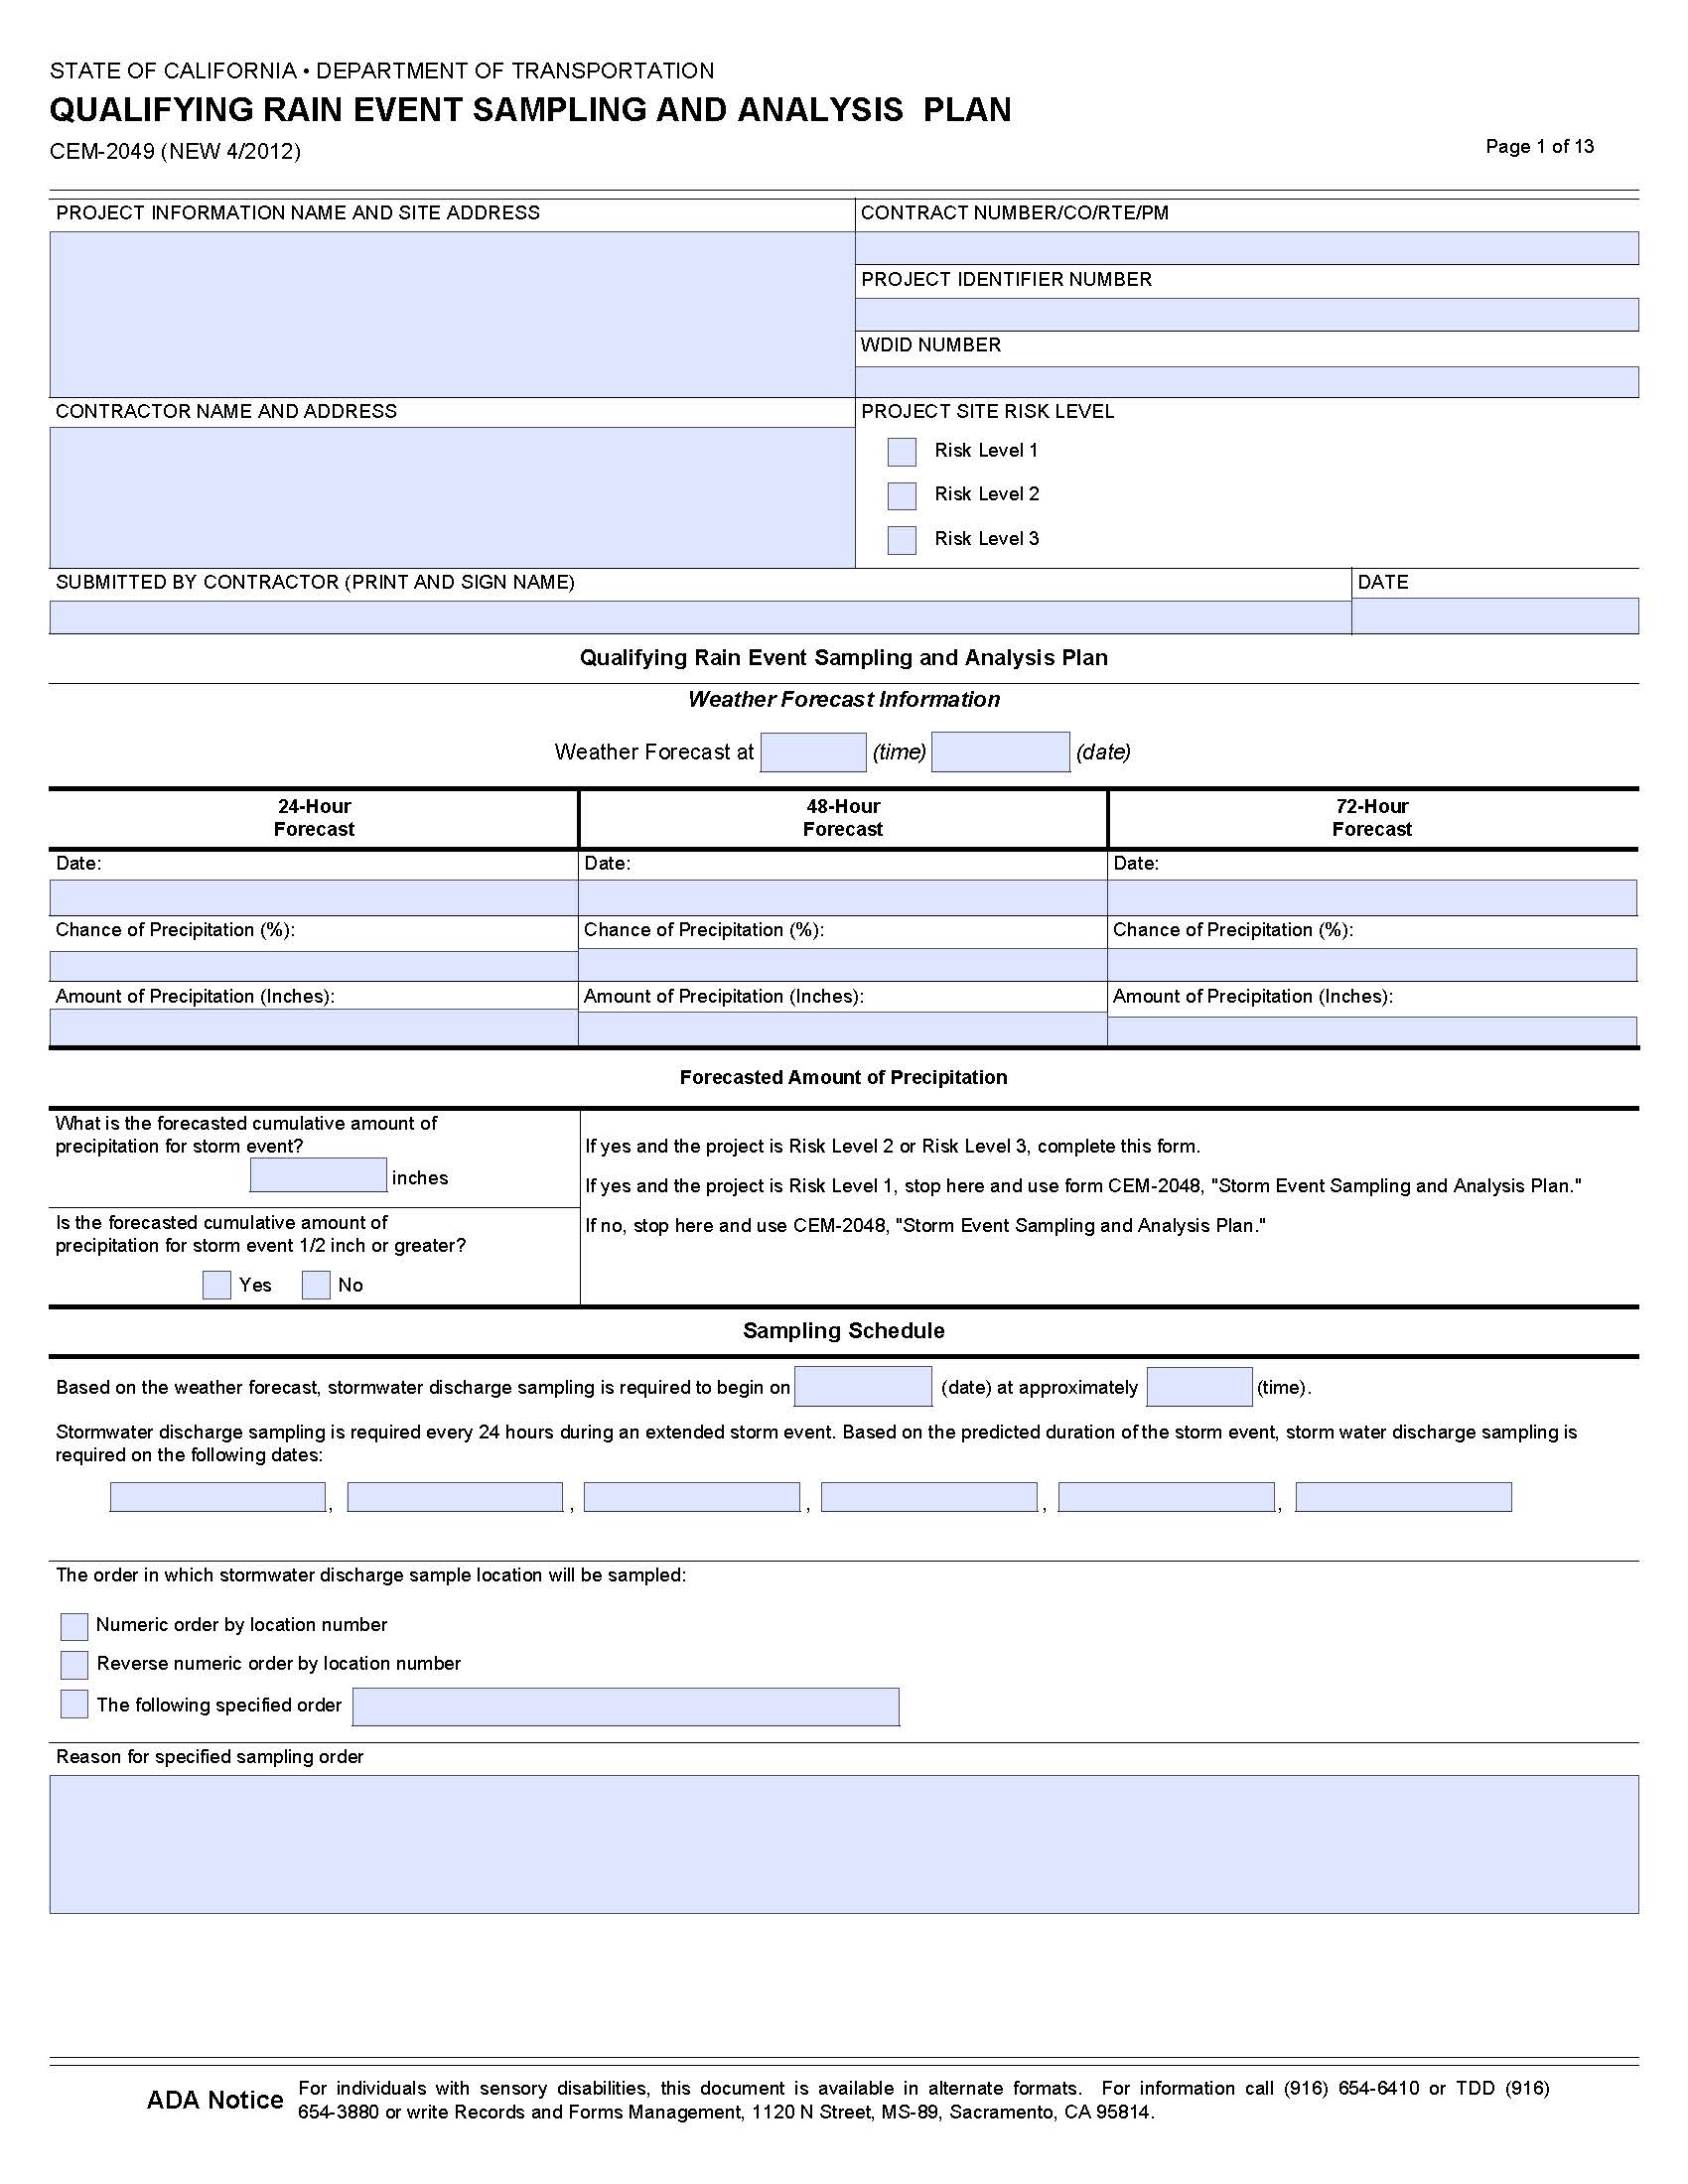 STATE OF CALIFORNIA • DEPARTMENT OF TRANSPORTATION
QUALIFYING RAIN EVENT SAMPLING AND ANALYSIS PLAN
CEM-2049 (NEW 4/2012)
Page 1 of 13
PROJECT INFORMATION NAME AND SITE ADDRESS
CONTRACT NUMBER/CO/RTE/PM
PROJECT IDENTIFIER NUMBER
WDID NUMBER
CONTRACTOR NAME AND ADDRESS
PROJECT SITE RISK LEVEL
Risk Level 1
Risk Level 2
Risk Level 3
SUBMITTED BY CONTRACTOR (PRINT AND SIGN NAME)
DATE
Qualifying Rain Event Sampling and Analysis Plan
Weather Forecast Information
Weather Forecast at (time) (date)
24-Hour
Forecast
48-Hour
Forecast
72-Hour
Forecast
Date:
Date:
Date:
Chance of Precipitation (%):
Chance of Precipitation (%):
Chance of Precipitation (%):
Amount of Precipitation (Inches):
Amount of Precipitation (Inches):
Amount of Precipitation (Inches):
Forecasted Amount of Precipitation
What is the forecasted cumulative amount of
precipitation for storm event?
inches
Is the forecasted cumulative amount of
precipitation for storm event 1/2 inch or greater?
Yes No
If yes and the project is Risk Level 2 or Risk Level 3, complete this form.
If yes and the project is Risk Level 1, stop here and use form CEM-2048, "Storm Event Sampling and Analysis Plan."
If no, stop here and use CEM-2048, "Storm Event Sampling and Analysis Plan."
Sampling Schedule
Based on the weather forecast, stormwater discharge sampling is required to begin on (date) at approximately (time).
Stormwater discharge sampling is required every 24 hours during an extended storm event. Based on the predicted duration of the storm event, storm water discharge sampling is
required on the following dates:
, , , , ,
The order in which stormwater discharge sample location will be sampled:
Numeric order by location number
Reverse numeric order by location number
The following specified order
Reason for specified sampling order
ADA Notice
For individuals with sensory disabilities, this document is available in alternate formats. For information call (916) 654-6410 or TDD (916)
654-3880 or write Records and Forms Management, 1120 N Street, MS-89, Sacramento, CA 95814.